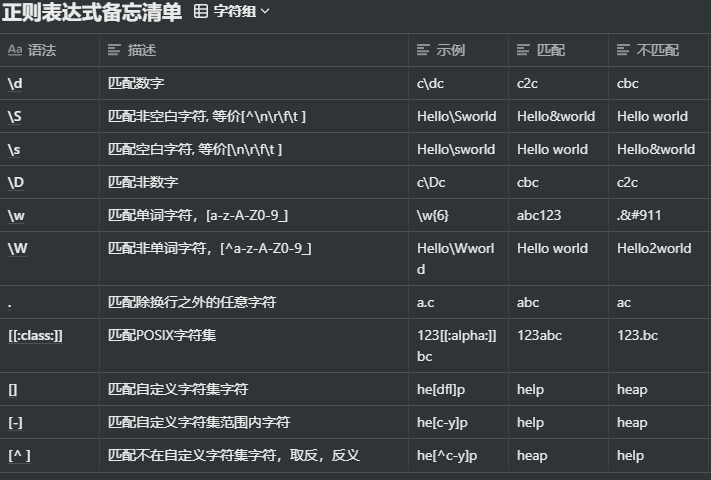 正则表达式备忘清单 字符组
Aa 语法 描述 示例 匹配 不匹配
\d 匹配数字 c\dc c2c cbc
\S 匹配非空白字符, 等价[^\n\r\f\t ] Hello\Sworld Hello&world Hello world
\s 匹配空白字符, 等价[\n\r\f\t ] Hello\sworld Hello world Hello&world
\D 匹配非数字 c\Dc cbc c2c
\w 匹配单词字符，[a-z-A-Z0-9_] \w{6} abc123 .&#911
\W 匹配非单词字符，[^a-z-A-Z0-9_] Hello\Wworl Hello world Hello2world
d
. 匹配除换行之外的任意字符 a.c abc ac
[[:class:]] 匹配POSIX字符集 123[[:alpha:]] 123abc 123.bc
bc
[] 匹配自定义字符集字符 he[dfl]p help heap
[-] 匹配自定义字符集范围内字符 he[c-y]p help heap
[^ ] 匹配不在自定义字符集字符，取反，反义 he[^c-y]p heap help